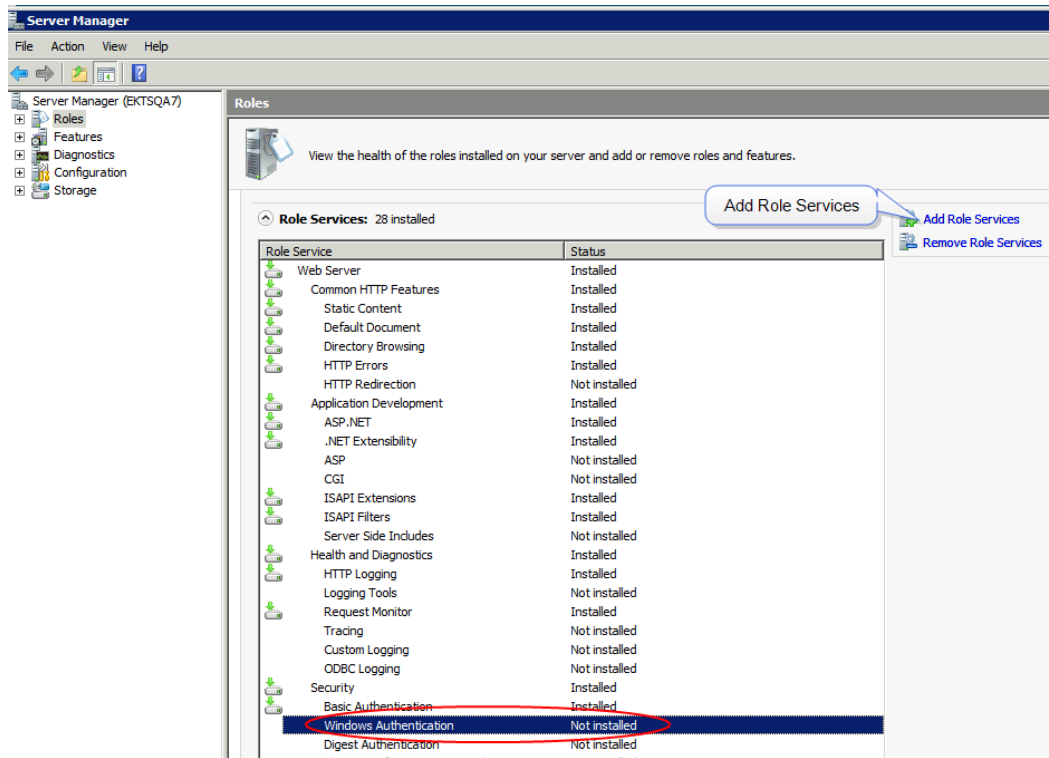 Server Manager
File Action View Help
Server Manager (EKTSQA7)
Roles
Features
Diagnostics
Configuration
Storage
Roles
View the health of the roles installed on your server and add or remove roles and features.
Role Services: 28 installed
Add Role Services
Add Role Services
Remove Role Services
Role Service Status
Web Server Installed
Common HTTP Features Installed
Static Content Installed
Default Document Installed
Directory Browsing Installed
HTTP Errors Installed
HTTP Redirection Not installed
Application Development Installed
ASP.NET Installed
.NET Extensibility Installed
ASP Not installed
CGI Not installed
ISAPI Extensions Installed
ISAPI Filters Installed
Server Side Includes Not installed
Health and Diagnostics Installed
HTTP Logging Installed
Logging Tools Not installed
Request Monitor Installed
Tracing Not installed
Custom Logging Not installed
ODBC Logging Not installed
Security Installed
Basic Authentication Installed
Windows Authentication Not installed
Digest Authentication Not installed